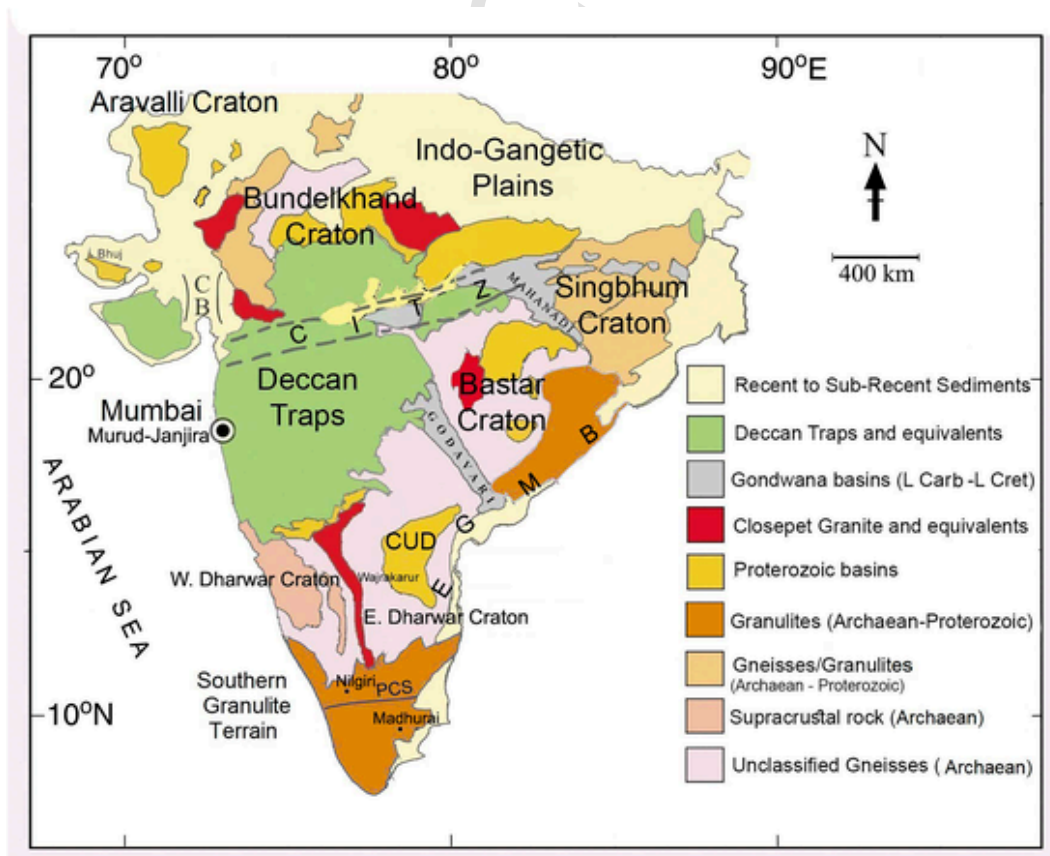 70° 80° 90°E
Aravalli Craton
Indo-Gangetic
Plains
N
Bundelkhand
Craton
Bhuj
400 km
C
B
MAHANADI
Singbhum
Craton
C I T Z
20°
Deccan
Traps
Bastar
Craton
Mumbai
Murud-Janjira
GODAVARI
ARABIAN SEA
E G M B
CUD
W. Dharwar Craton
Wajrakarur
E. Dharwar Craton
Southern
Granulite
Terrain
Nilgiri
PCS
10°N
Madhurai
Recent to Sub-Recent Sediments
Deccan Traps and equivalents
Gondwana basins (L Carb -L Cret)
Closepet Granite and equivalents
Proterozoic basins
Granulites (Archaean-Proterozoic)
Gneisses/Granulites
(Archaean - Proterozoic)
Supracrustal rock (Archaean)
Unclassified Gneisses ( Archaean)